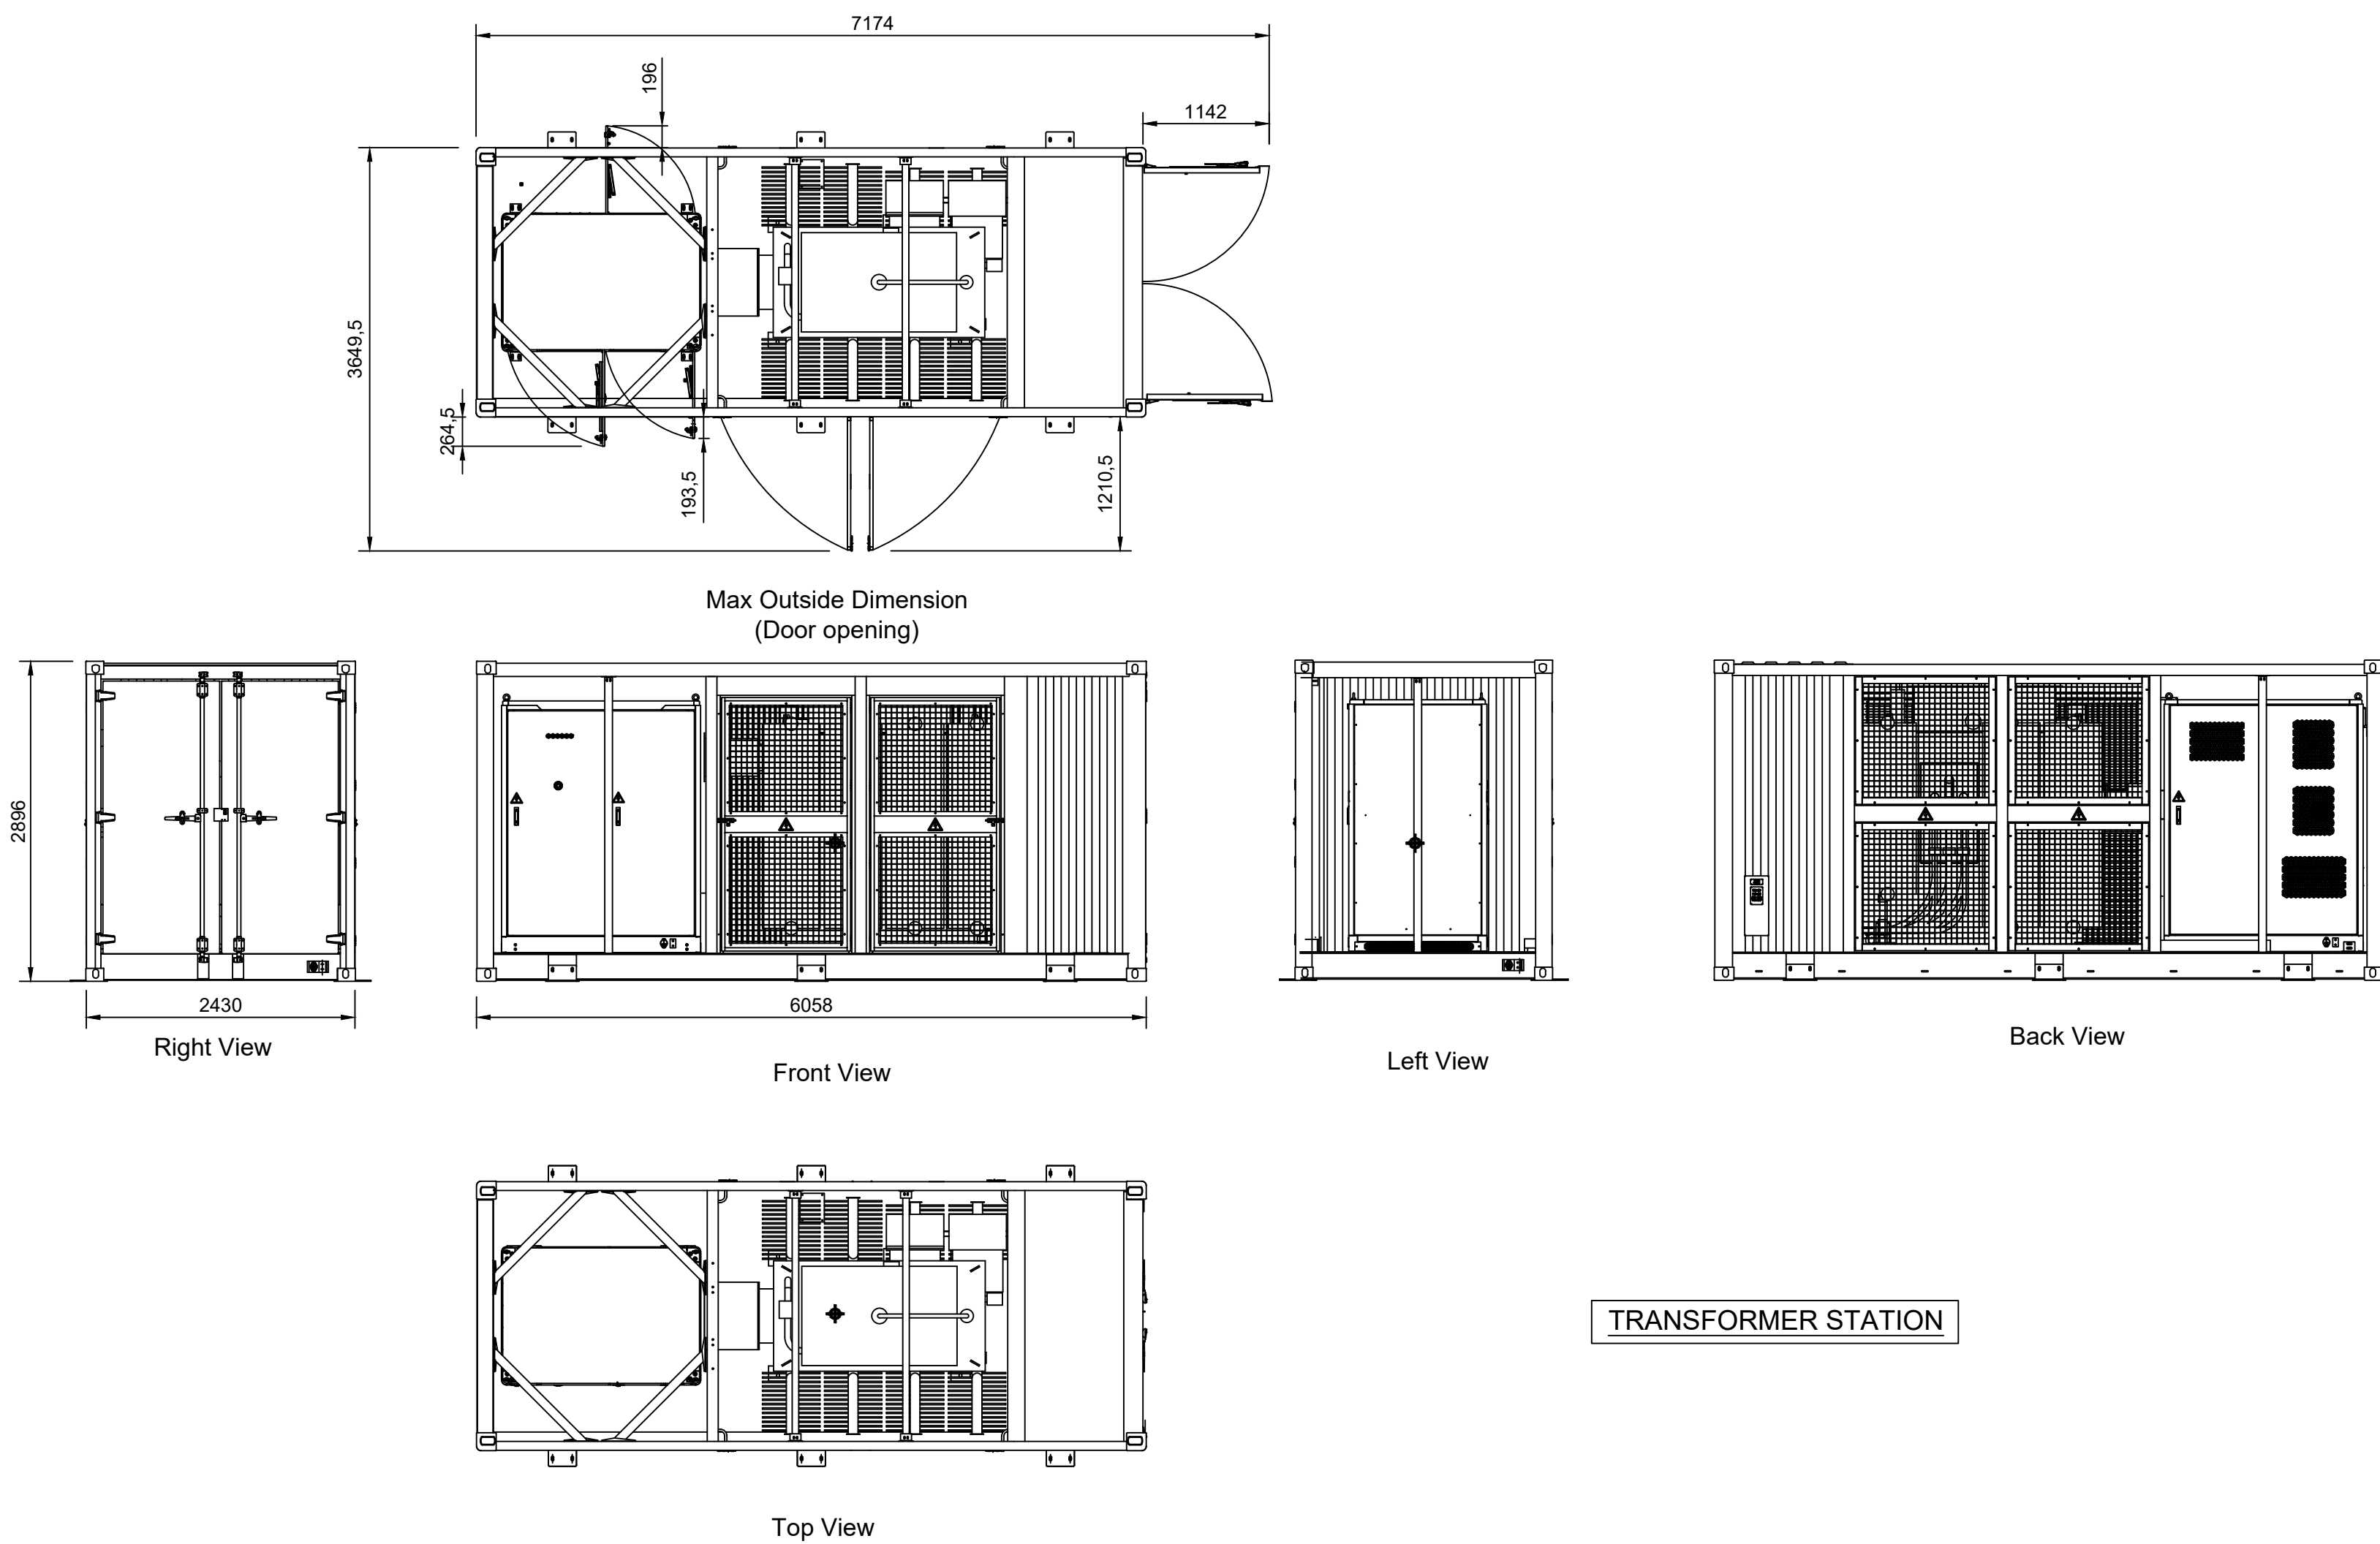 7174
196
1142
3649,5
264,5
193,5
1210,5
Max Outside Dimension
(Door opening)
2896
2430
6058
Right View
Front View
Left View
Back View
Top View
TRANSFORMER STATION